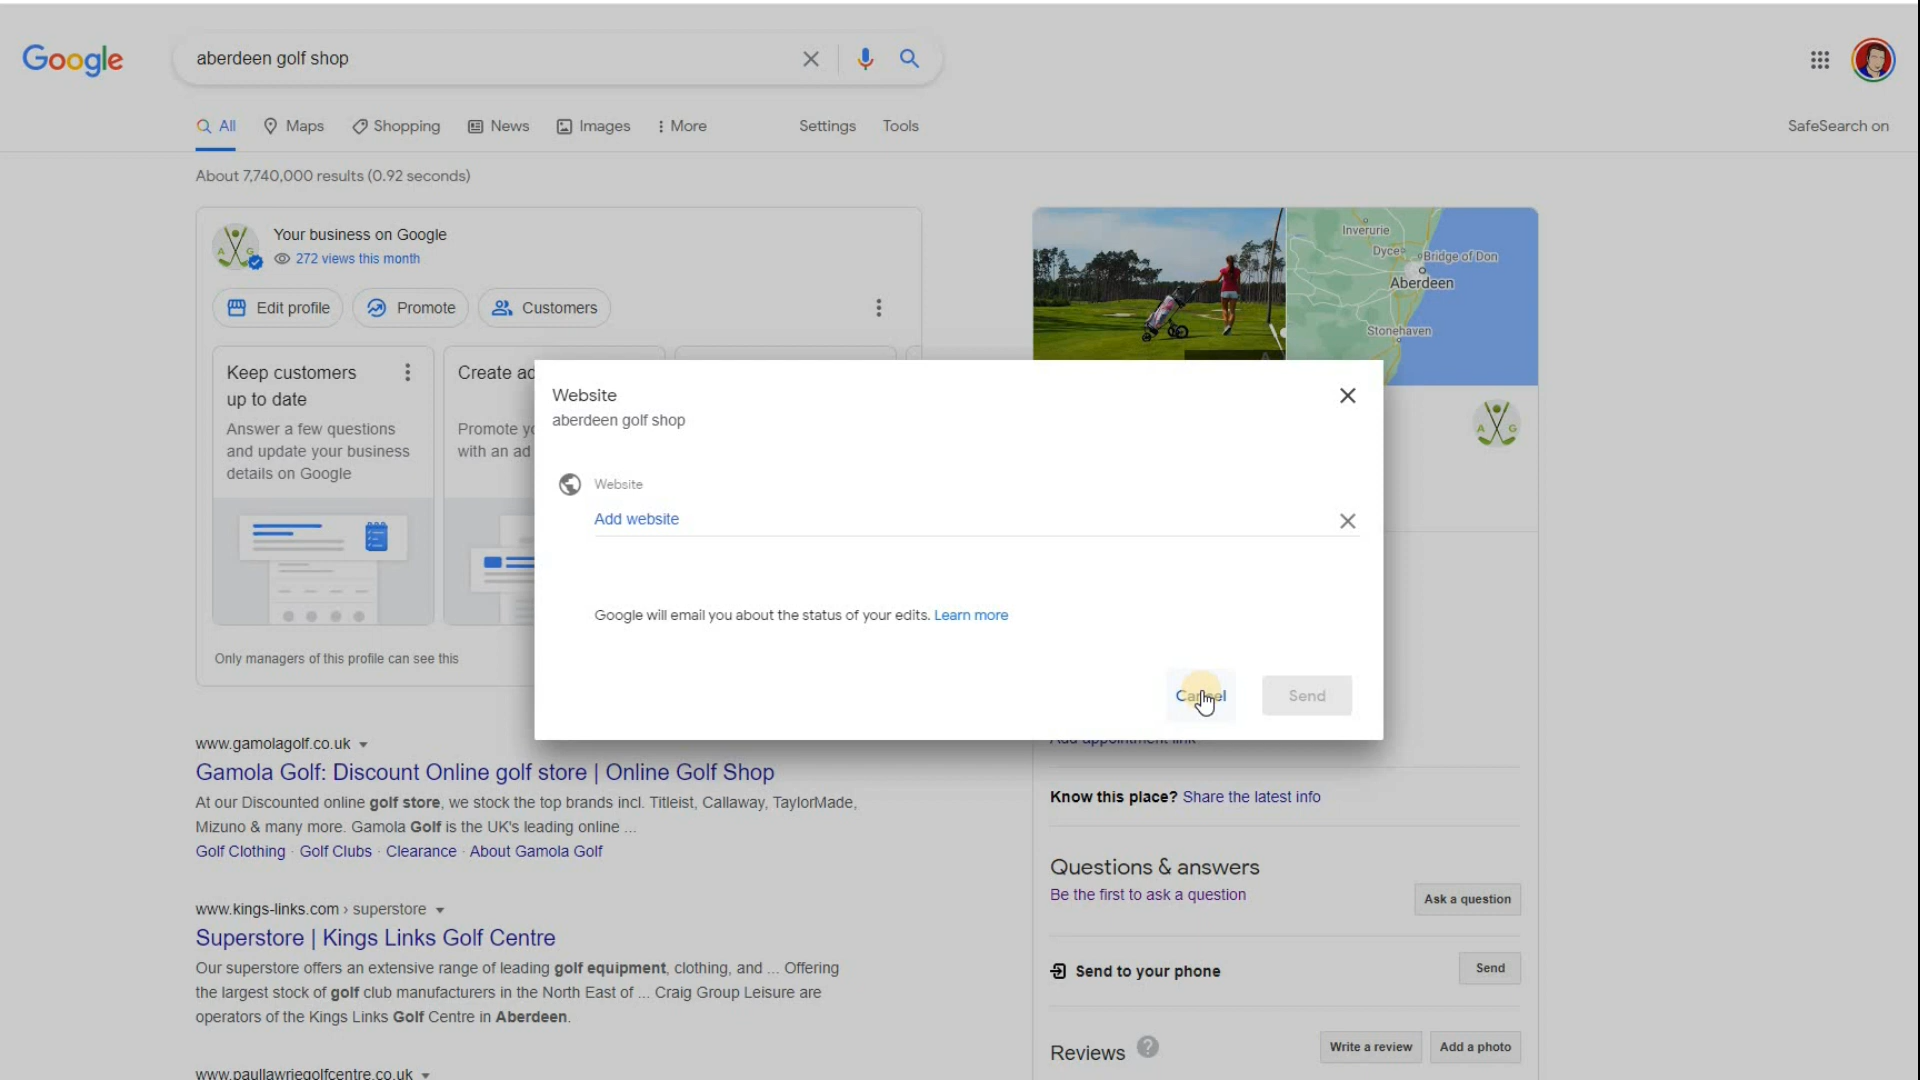 Google
aberdeen golf shop
All
Maps
Shopping
News
Images
More
Settings
Tools
SafeSearch on
About 7,740,000 results (0.92 seconds)
Your business on Google
272 views this month
Edit profile
Promote
Customers
Keep customers
up to date
Answer a few questions
and update your business
details on Google
Create
with an ad
Only managers of this profile can see this
Inverurie
Dyce
Bridge of Don
Aberdeen
Stonehaven
A G
Website
aberdeen golf shop
Website
Add website
Google will email you about the status of your edits. Learn more
Cancel
Send
www.gamolagolf.co.uk
Gamola Golf: Discount Online golf store | Online Golf Shop
At our Discounted online golf store, we stock the top brands incl. Titleist, Callaway, TaylorMade,
Mizuno & many more. Gamola Golf is the UK's leading online ...
Golf Clothing · Golf Clubs · Clearance · About Gamola Golf
www.kings-links.com › superstore
Superstore | Kings Links Golf Centre
Our superstore offers an extensive range of leading golf equipment, clothing, and ... Offering
the largest stock of golf club manufacturers in the North East of ... Craig Group Leisure are
operators of the Kings Links Golf Centre in Aberdeen.
www.paullawriegolfcentre.co.uk
Add appointment link
Know this place? Share the latest info
Questions & answers
Be the first to ask a question
Ask a question
Send to your phone
Send
Reviews ?
Write a review
Add a photo